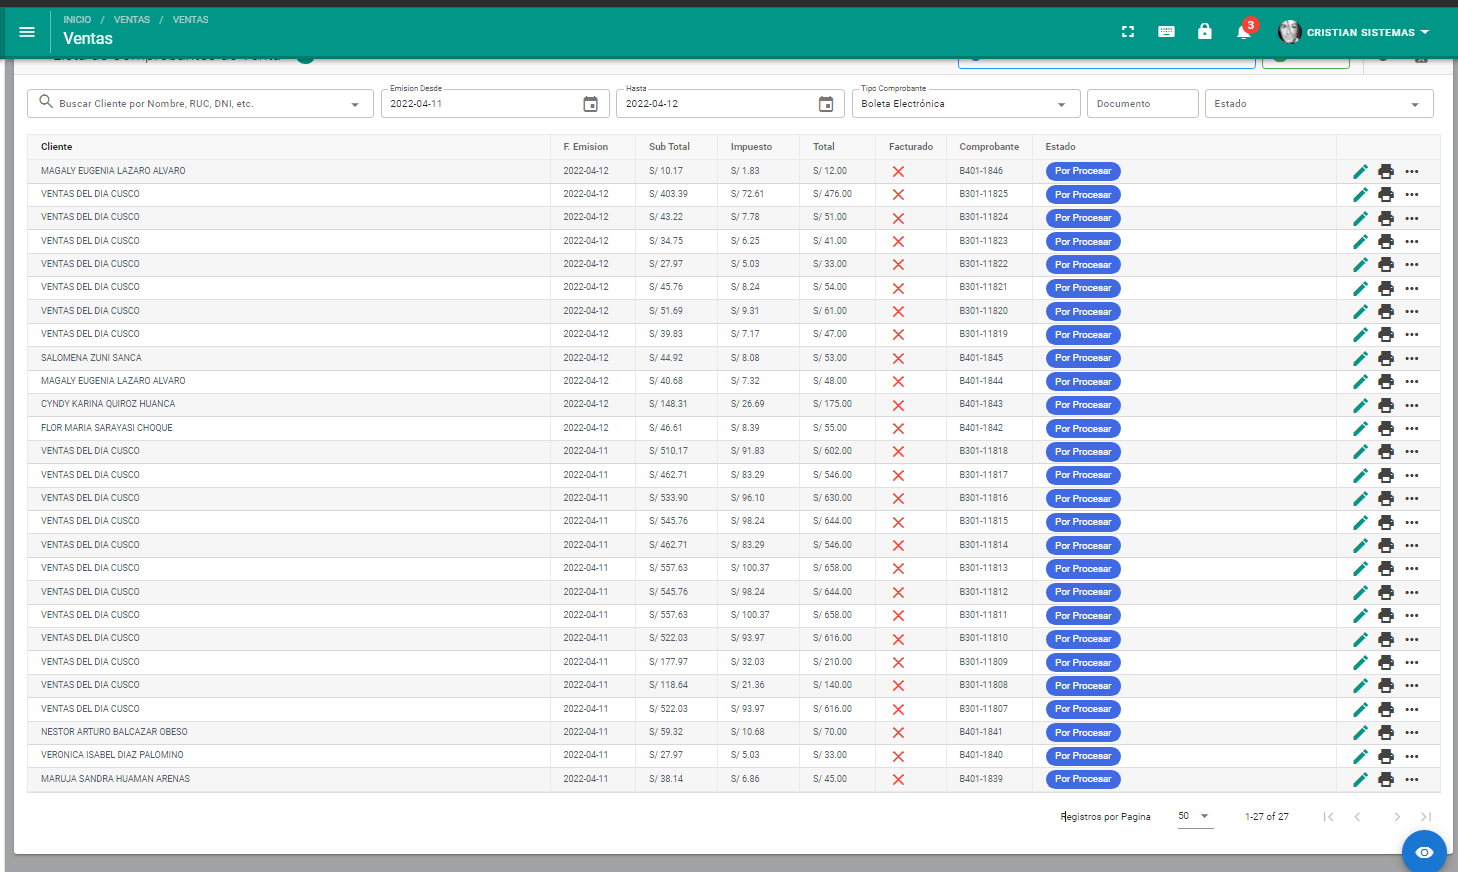 INICIO / VENTAS / VENTAS
Ventas
3
CRISTIAN SISTEMAS
Lista de Comprobantes de Venta
Buscar Cliente por Nombre, RUC, DNI, etc.
Emision Desde
2022-04-11
Hasta
2022-04-12
Tipo Comprobante
Boleta Electrónica
Documento
Estado
Cliente F. Emision Sub Total Impuesto Total Facturado Comprobante Estado
MAGALY EUGENIA LAZARO ALVARO 2022-04-12 S/ 10.17 S/ 1.83 S/ 12.00 B401-1846 Por Procesar
VENTAS DEL DIA CUSCO 2022-04-12 S/ 403.39 S/ 72.61 S/ 476.00 B301-11825 Por Procesar
VENTAS DEL DIA CUSCO 2022-04-12 S/ 43.22 S/ 7.78 S/ 51.00 B301-11824 Por Procesar
VENTAS DEL DIA CUSCO 2022-04-12 S/ 34.75 S/ 6.25 S/ 41.00 B301-11823 Por Procesar
VENTAS DEL DIA CUSCO 2022-04-12 S/ 27.97 S/ 5.03 S/ 33.00 B301-11822 Por Procesar
VENTAS DEL DIA CUSCO 2022-04-12 S/ 45.76 S/ 8.24 S/ 54.00 B301-11821 Por Procesar
VENTAS DEL DIA CUSCO 2022-04-12 S/ 51.69 S/ 9.31 S/ 61.00 B301-11820 Por Procesar
VENTAS DEL DIA CUSCO 2022-04-12 S/ 39.83 S/ 7.17 S/ 47.00 B301-11819 Por Procesar
SALOMENA ZUNI SANCA 2022-04-12 S/ 44.92 S/ 8.08 S/ 53.00 B401-1845 Por Procesar
MAGALY EUGENIA LAZARO ALVARO 2022-04-12 S/ 40.68 S/ 7.32 S/ 48.00 B401-1844 Por Procesar
CYNDY KARINA QUIROZ HUANCA 2022-04-12 S/ 148.31 S/ 26.69 S/ 175.00 B401-1843 Por Procesar
FLOR MARIA SARAYASI CHOQUE 2022-04-12 S/ 46.61 S/ 8.39 S/ 55.00 B401-1842 Por Procesar
VENTAS DEL DIA CUSCO 2022-04-11 S/ 510.17 S/ 91.83 S/ 602.00 B301-11818 Por Procesar
VENTAS DEL DIA CUSCO 2022-04-11 S/ 462.71 S/ 83.29 S/ 546.00 B301-11817 Por Procesar
VENTAS DEL DIA CUSCO 2022-04-11 S/ 533.90 S/ 96.10 S/ 630.00 B301-11816 Por Procesar
VENTAS DEL DIA CUSCO 2022-04-11 S/ 545.76 S/ 98.24 S/ 644.00 B301-11815 Por Procesar
VENTAS DEL DIA CUSCO 2022-04-11 S/ 462.71 S/ 83.29 S/ 546.00 B301-11814 Por Procesar
VENTAS DEL DIA CUSCO 2022-04-11 S/ 557.63 S/ 100.37 S/ 658.00 B301-11813 Por Procesar
VENTAS DEL DIA CUSCO 2022-04-11 S/ 545.76 S/ 98.24 S/ 644.00 B301-11812 Por Procesar
VENTAS DEL DIA CUSCO 2022-04-11 S/ 557.63 S/ 100.37 S/ 658.00 B301-11811 Por Procesar
VENTAS DEL DIA CUSCO 2022-04-11 S/ 522.03 S/ 93.97 S/ 616.00 B301-11810 Por Procesar
VENTAS DEL DIA CUSCO 2022-04-11 S/ 177.97 S/ 32.03 S/ 210.00 B301-11809 Por Procesar
VENTAS DEL DIA CUSCO 2022-04-11 S/ 118.64 S/ 21.36 S/ 140.00 B301-11808 Por Procesar
VENTAS DEL DIA CUSCO 2022-04-11 S/ 522.03 S/ 93.97 S/ 616.00 B301-11807 Por Procesar
NESTOR ARTURO BALCAZAR OBESO 2022-04-11 S/ 59.32 S/ 10.68 S/ 70.00 B401-1841 Por Procesar
VERONICA ISABEL DIAZ PALOMINO 2022-04-11 S/ 27.97 S/ 5.03 S/ 33.00 B401-1840 Por Procesar
MARUJA SANDRA HUAMAN ARENAS 2022-04-11 S/ 38.14 S/ 6.86 S/ 45.00 B401-1839 Por Procesar
Registros por Pagina 50 1-27 of 27